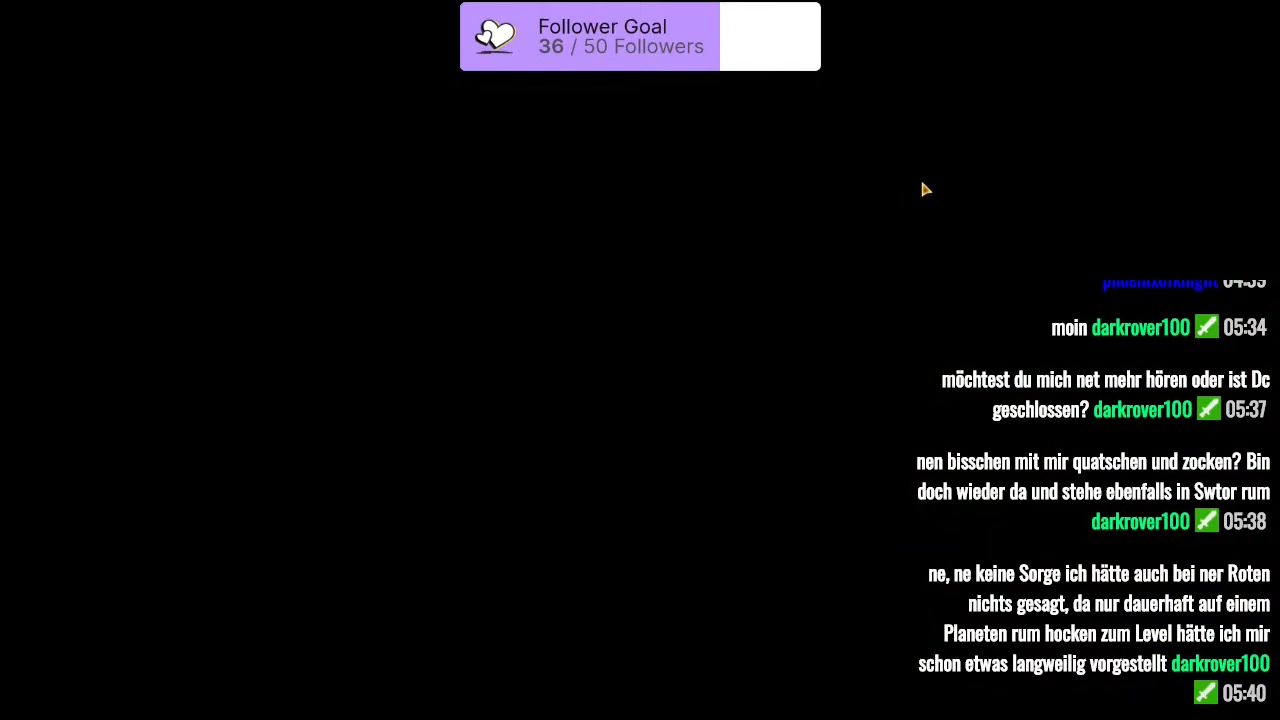 Follower Goal
36 / 50 Followers
moin darkrover100 05:34
möchtest du mich net mehr hören oder ist Dc
geschlossen? darkrover100 05:37
nen bisschen mit mir quatschen und zocken? Bin
doch wieder da und stehe ebenfalls in Swtor rum
darkrover100 05:38
ne, ne keine Sorge ich hätte auch bei ner Roten
nichts gesagt, da nur dauerhaft auf einem
Planeten rum hocken zum Level hätte ich mir
schon etwas langweilig vorgestellt darkrover100
05:40